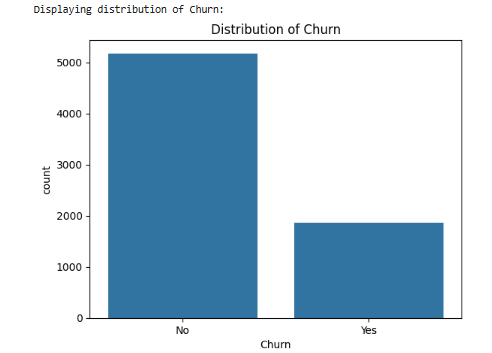 Displaying distribution of Churn:
Distribution of Churn
5000
4000
3000
2000
1000
0
count
No Yes
Churn